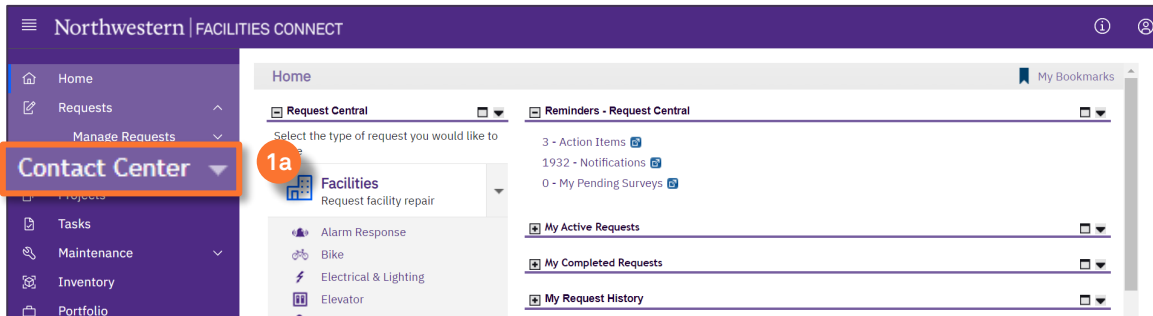 Northwestern | FACILITIES CONNECT
Home
Requests
Manage Requests
Contact Center
Projects
Tasks
Maintenance
Inventory
Portfolio
Home
My Bookmarks
Request Central
Select the type of request you would like to
1a
Facilities
Request facility repair
Alarm Response
Bike
Electrical & Lighting
Elevator
Reminders - Request Central
3 - Action Items
1932 - Notifications
0 - My Pending Surveys
My Active Requests
My Completed Requests
My Request History